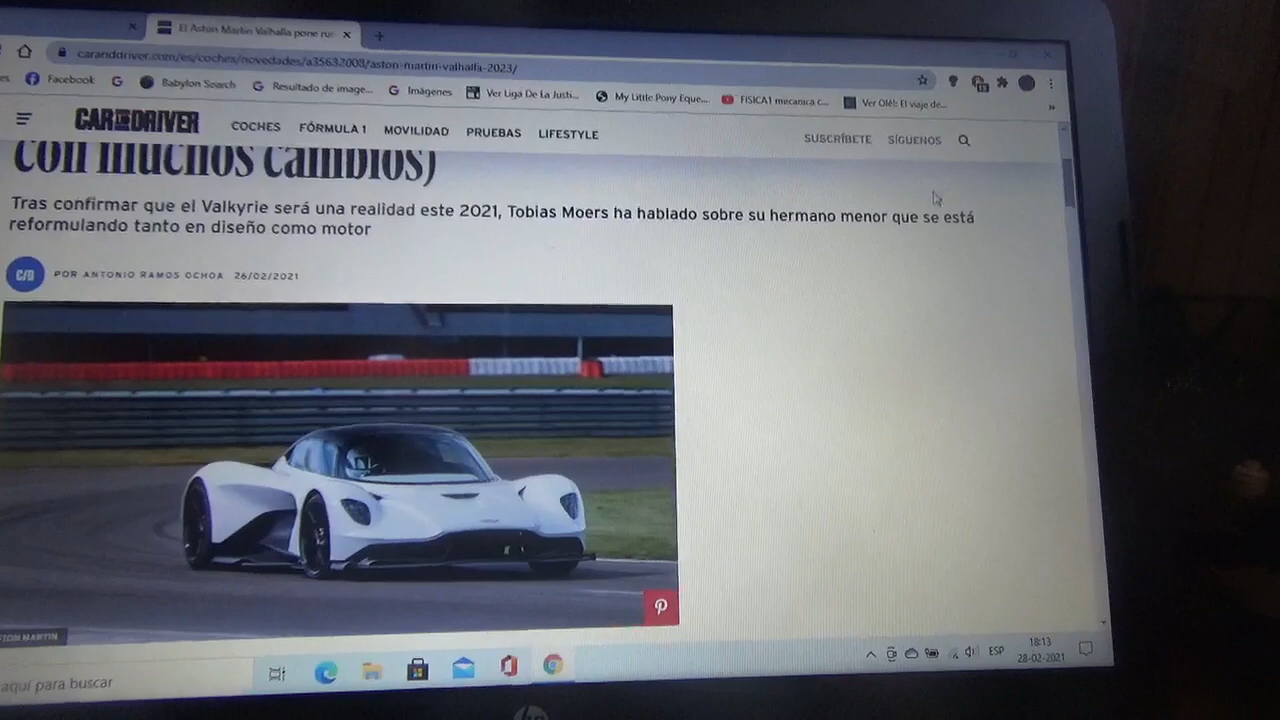 El Aston Martin Valhalla pone ru
caranddriver.com/es/coches/novedades/a35632008/aston-martin-valhalla-2023/
es Facebook Babylon Search Resultado de image... Imágenes Ver Liga De La Justi... My Little Pony Eque... FISICA1 mecanica c... Ver Olé!: El viaje de...
CAR AND DRIVER COCHES FÓRMULA 1 MOVILIDAD PRUEBAS LIFESTYLE SUSCRÍBETE SÍGUENOS
con muchos cambios)
Tras confirmar que el Valkyrie será una realidad este 2021, Tobias Moers ha hablado sobre su hermano menor que se está
reformulando tanto en diseño como motor
C/D POR ANTONIO RAMOS OCHOA 26/02/2021
TON MARTIN
aquí para buscar
ESP
18:13
28-02-2021
hp